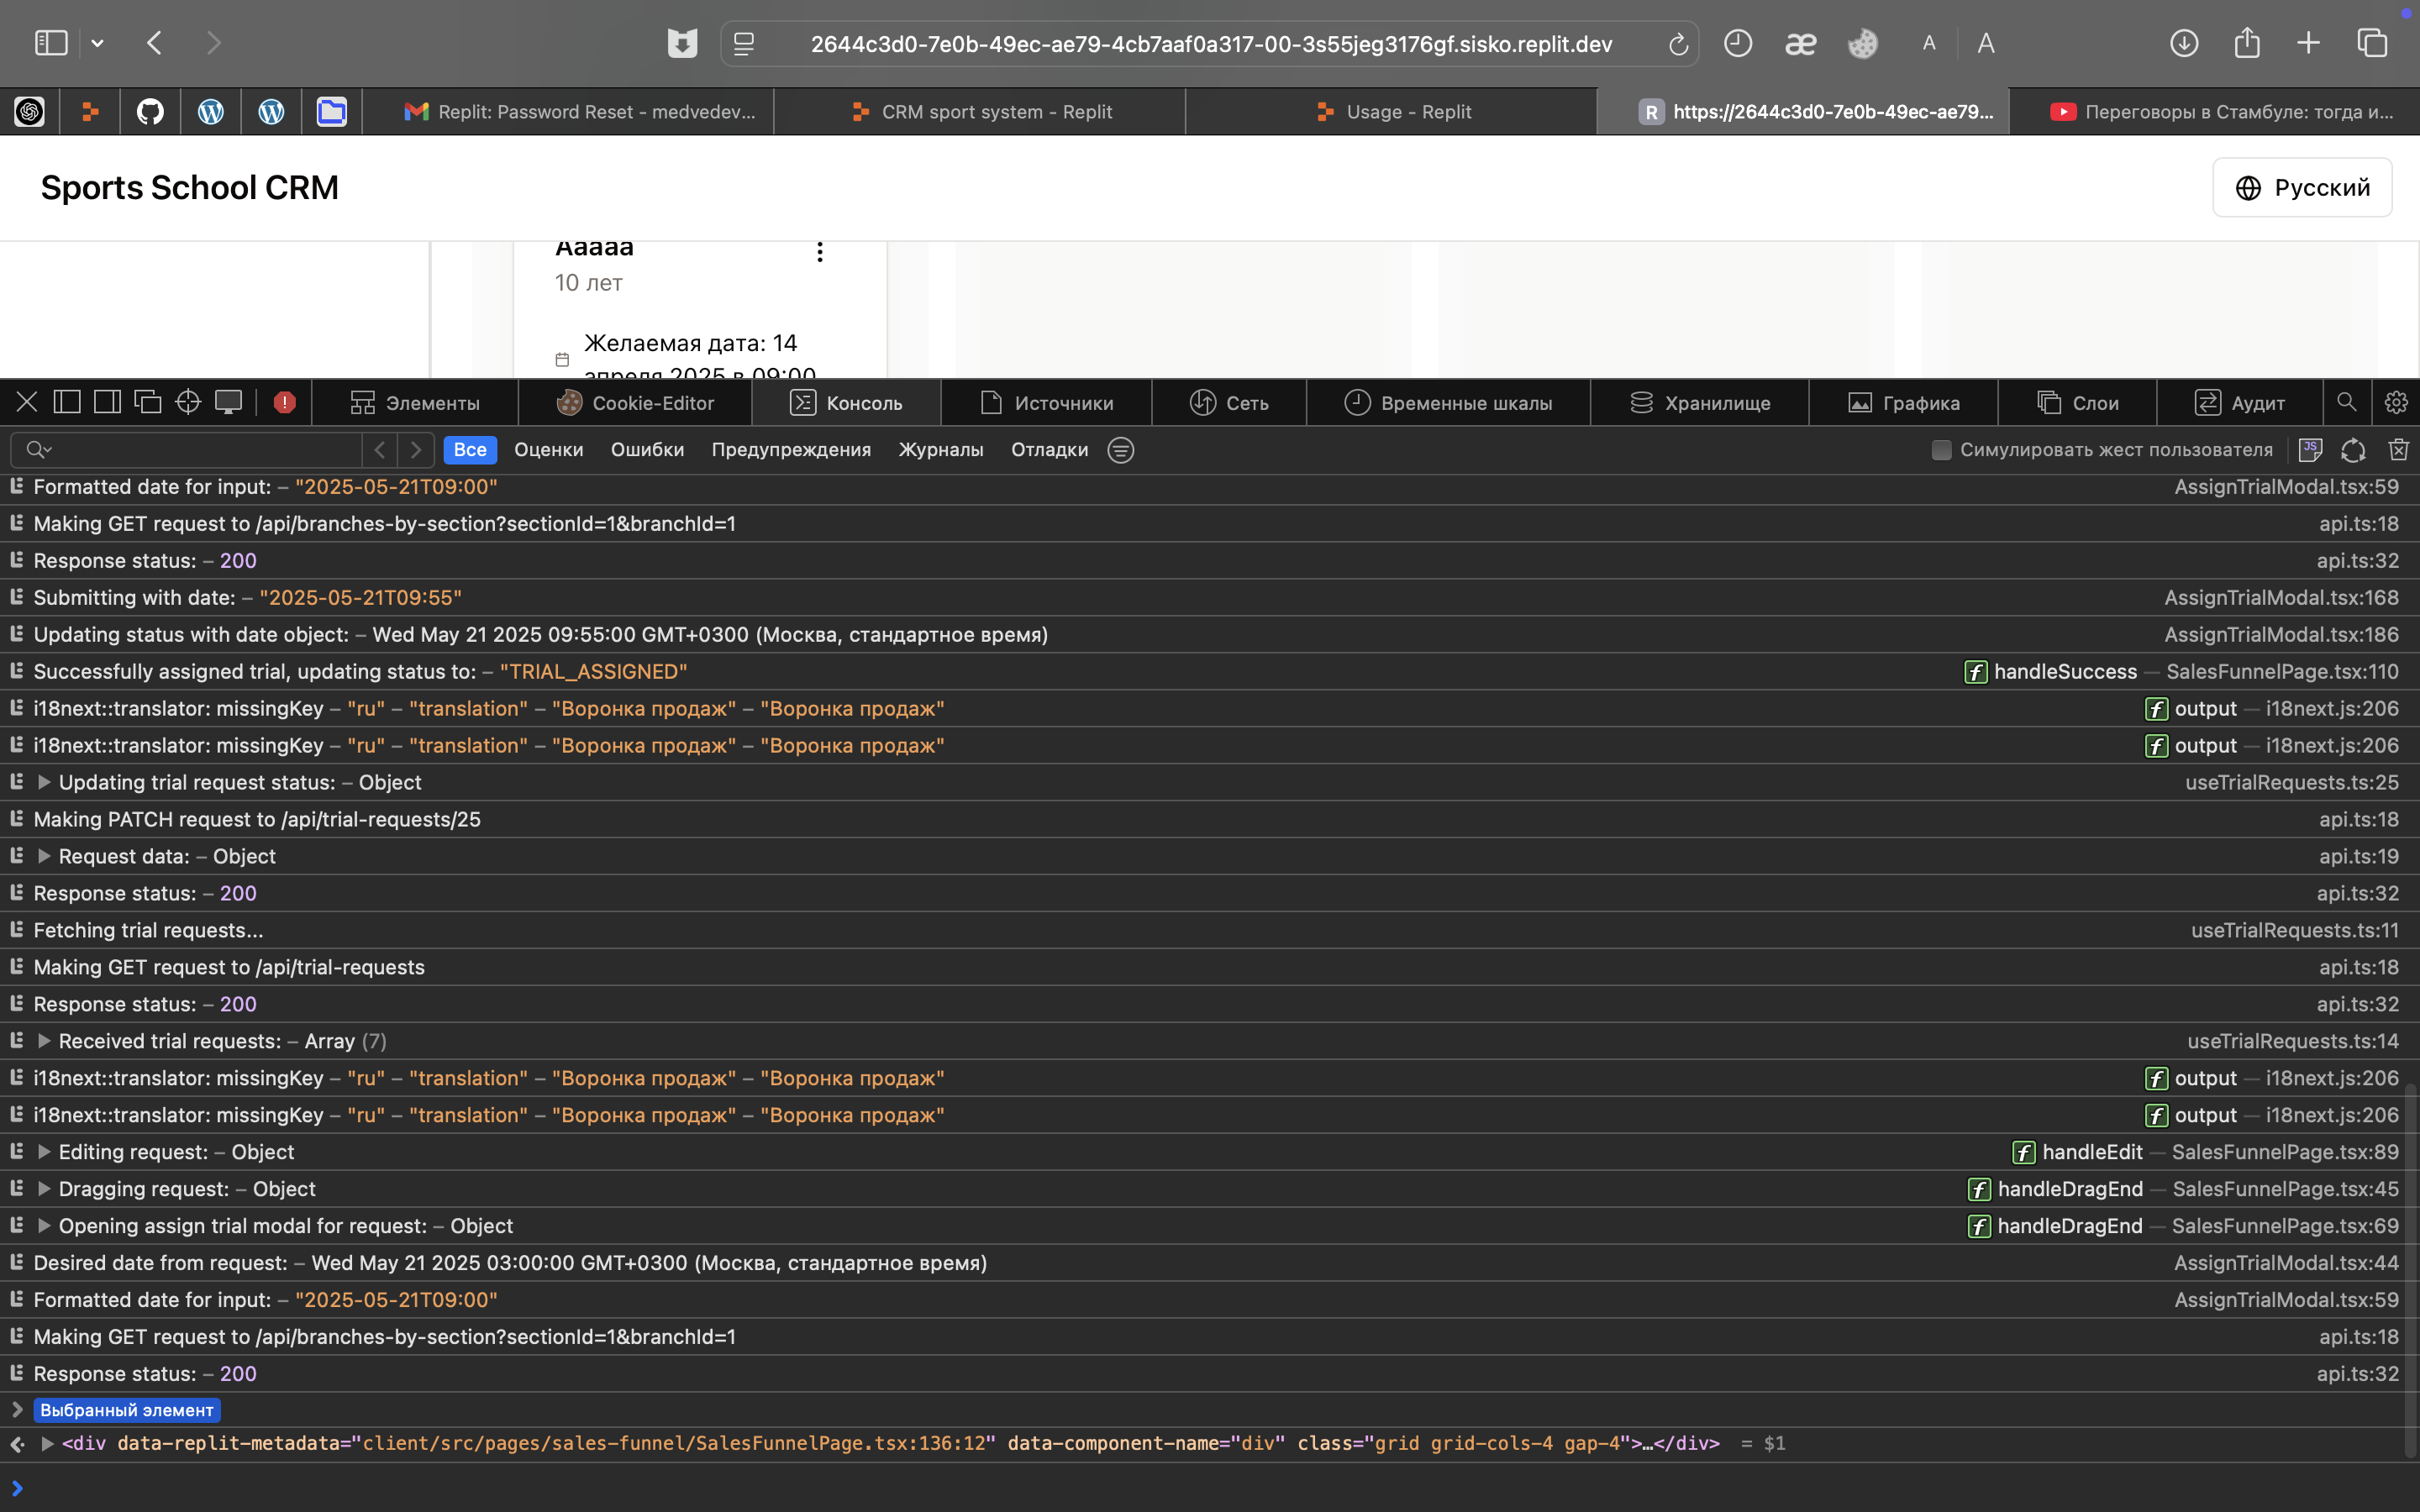 2644c3d0-7e0b-49ec-ae79-4cb7aaf0a317-00-3s55jeg3176gf.sisko.replit.dev
æ A A
Replit: Password Reset - medvedev...
CRM sport system - Replit
Usage - Replit
R https://2644c3d0-7e0b-49ec-ae79...
Переговоры в Стамбуле: тогда и...
Sports School CRM
Русский
Ааааа
10 лет
Желаемая дата: 14
апреля 2025 в 09:00
Элементы
Cookie-Editor
Консоль
Источники
Сеть
Временные шкалы
Хранилище
Графика
Слои
Аудит
Все Оценки Ошибки Предупреждения Журналы Отладки
Симулировать жест пользователя
JS
Formatted date for input: – "2025-05-21T09:00" AssignTrialModal.tsx:59
Making GET request to /api/branches-by-section?sectionId=1&branchId=1 api.ts:18
Response status: – 200 api.ts:32
Submitting with date: – "2025-05-21T09:55" AssignTrialModal.tsx:168
Updating status with date object: – Wed May 21 2025 09:55:00 GMT+0300 (Москва, стандартное время) AssignTrialModal.tsx:186
Successfully assigned trial, updating status to: – "TRIAL_ASSIGNED" f handleSuccess — SalesFunnelPage.tsx:110
i18next::translator: missingKey – "ru" – "translation" – "Воронка продаж" – "Воронка продаж" f output — i18next.js:206
i18next::translator: missingKey – "ru" – "translation" – "Воронка продаж" – "Воронка продаж" f output — i18next.js:206
Updating trial request status: – Object useTrialRequests.ts:25
Making PATCH request to /api/trial-requests/25 api.ts:18
Request data: – Object api.ts:19
Response status: – 200 api.ts:32
Fetching trial requests... useTrialRequests.ts:11
Making GET request to /api/trial-requests api.ts:18
Response status: – 200 api.ts:32
Received trial requests: – Array (7) useTrialRequests.ts:14
i18next::translator: missingKey – "ru" – "translation" – "Воронка продаж" – "Воронка продаж" f output — i18next.js:206
i18next::translator: missingKey – "ru" – "translation" – "Воронка продаж" – "Воронка продаж" f output — i18next.js:206
Editing request: – Object f handleEdit — SalesFunnelPage.tsx:89
Dragging request: – Object f handleDragEnd — SalesFunnelPage.tsx:45
Opening assign trial modal for request: – Object f handleDragEnd — SalesFunnelPage.tsx:69
Desired date from request: – Wed May 21 2025 03:00:00 GMT+0300 (Москва, стандартное время) AssignTrialModal.tsx:44
Formatted date for input: – "2025-05-21T09:00" AssignTrialModal.tsx:59
Making GET request to /api/branches-by-section?sectionId=1&branchId=1 api.ts:18
Response status: – 200 api.ts:32
Выбранный элемент
<div data-replit-metadata="client/src/pages/sales-funnel/SalesFunnelPage.tsx:136:12" data-component-name="div" class="grid grid-cols-4 gap-4">…</div> = $1